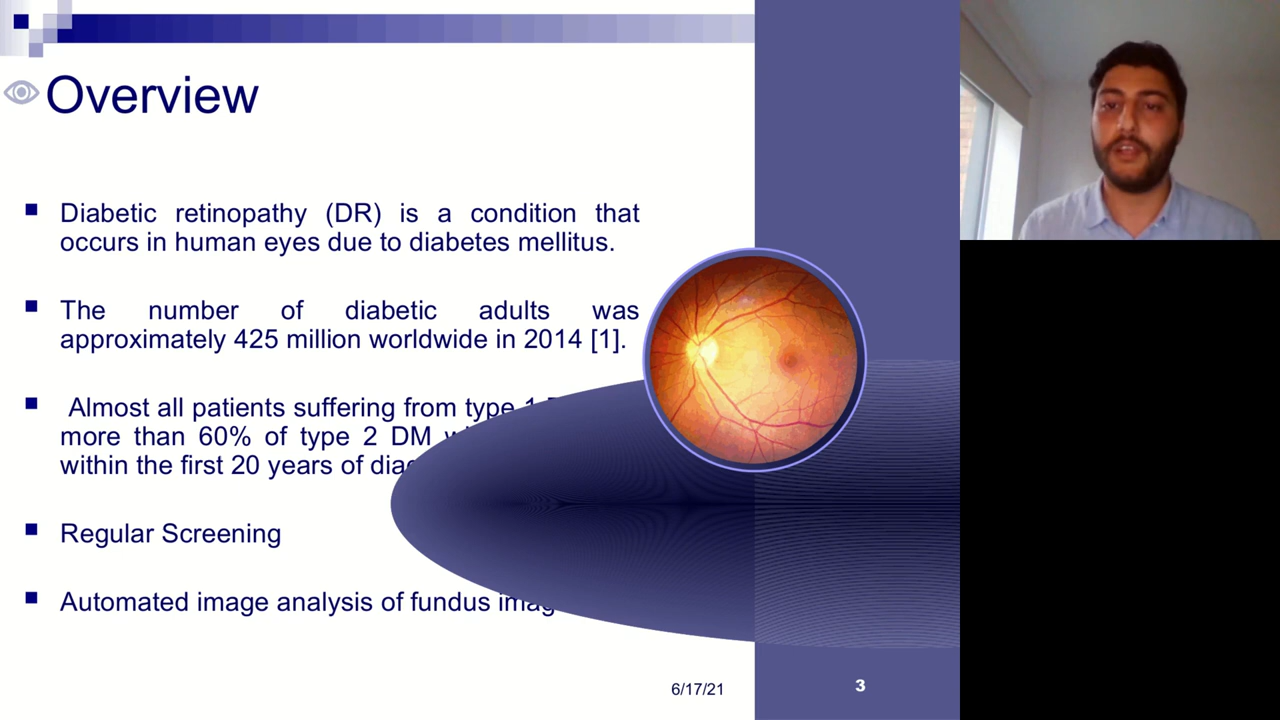 Overview
Diabetic retinopathy (DR) is a condition that
occurs in human eyes due to diabetes mellitus.
The number of diabetic adults was
approximately 425 million worldwide in 2014 [1].
Almost all patients suffering from type 1
more than 60% of type 2 DM
within the first 20 years of
Regular Screening
Automated image analysis of fundus
6/17/21
3